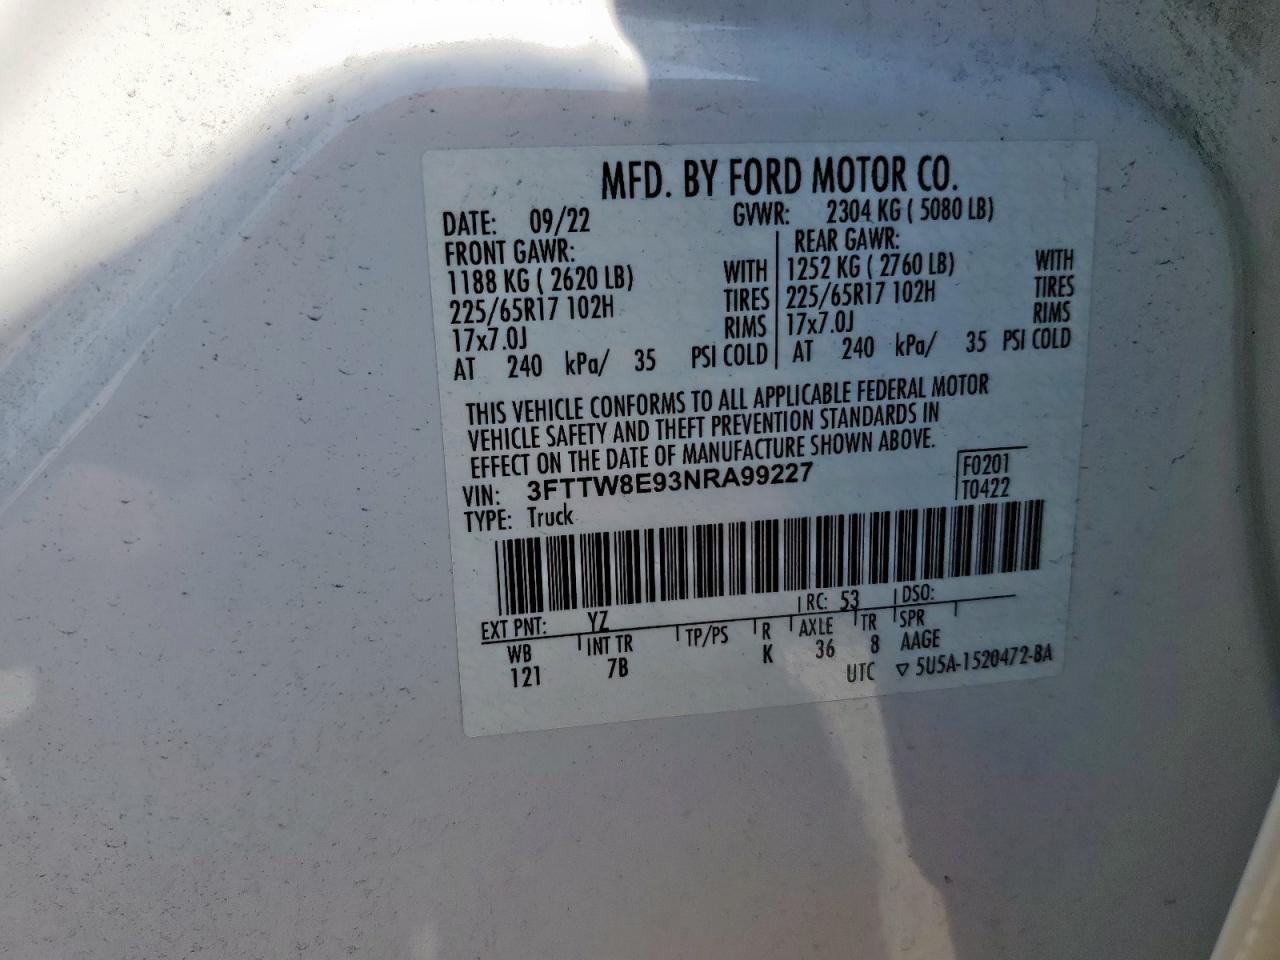 MFD. BY FORD MOTOR CO.
DATE: 09/22 GVWR: 2304 KG ( 5080 LB)
FRONT GAWR: REAR GAWR:
1188 KG ( 2620 LB) WITH 1252 KG ( 2760 LB) WITH
225/65R17 102H TIRES 225/65R17 102H TIRES
17x7.0J RIMS 17x7.0J RIMS
AT 240 kPa/ 35 PSI COLD AT 240 kPa/ 35 PSI COLD
THIS VEHICLE CONFORMS TO ALL APPLICABLE FEDERAL MOTOR
VEHICLE SAFETY AND THEFT PREVENTION STANDARDS IN
EFFECT ON THE DATE OF MANUFACTURE SHOWN ABOVE.
VIN: 3FTTW8E93NRA99227 F0201
TYPE: Truck T0422
EXT PNT: YZ RC: 53 DSO:
WB INT TR TP/PS R AXLE TR SPR
121 7B K 36 8 AAGE
UTC ▽ 5U5A-1520472-BA